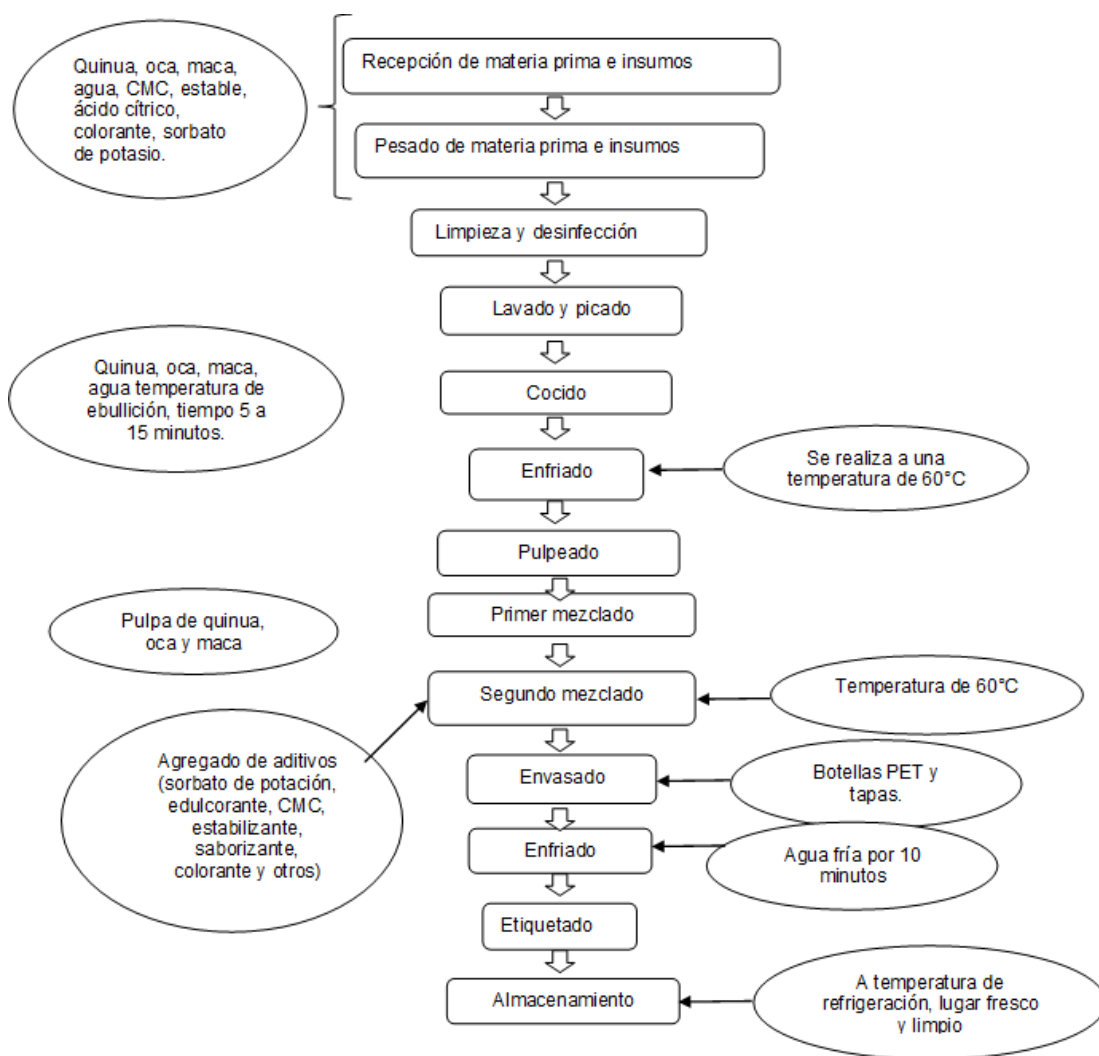 Quinua, oca, maca,
agua, CMC, estable,
ácido cítrico,
colorante, sorbato
de potasio.
Recepción de materia prima e insumos
Pesado de materia prima e insumos
Limpieza y desinfección
Lavado y picado
Quinua, oca, maca,
agua temperatura de
ebullición, tiempo 5 a
15 minutos.
Cocido
Enfriado
Se realiza a una
temperatura de 60°C
Pulpeado
Primer mezclado
Pulpa de quinua,
oca y maca
Segundo mezclado
Temperatura de 60°C
Agregado de aditivos
(sorbato de potación,
edulcorante, CMC,
estabilizante,
saborizante,
colorante y otros)
Envasado
Botellas PET y
tapas.
Enfriado
Agua fría por 10
minutos
Etiquetado
Almacenamiento
A temperatura de
refrigeración, lugar fresco
y limpio